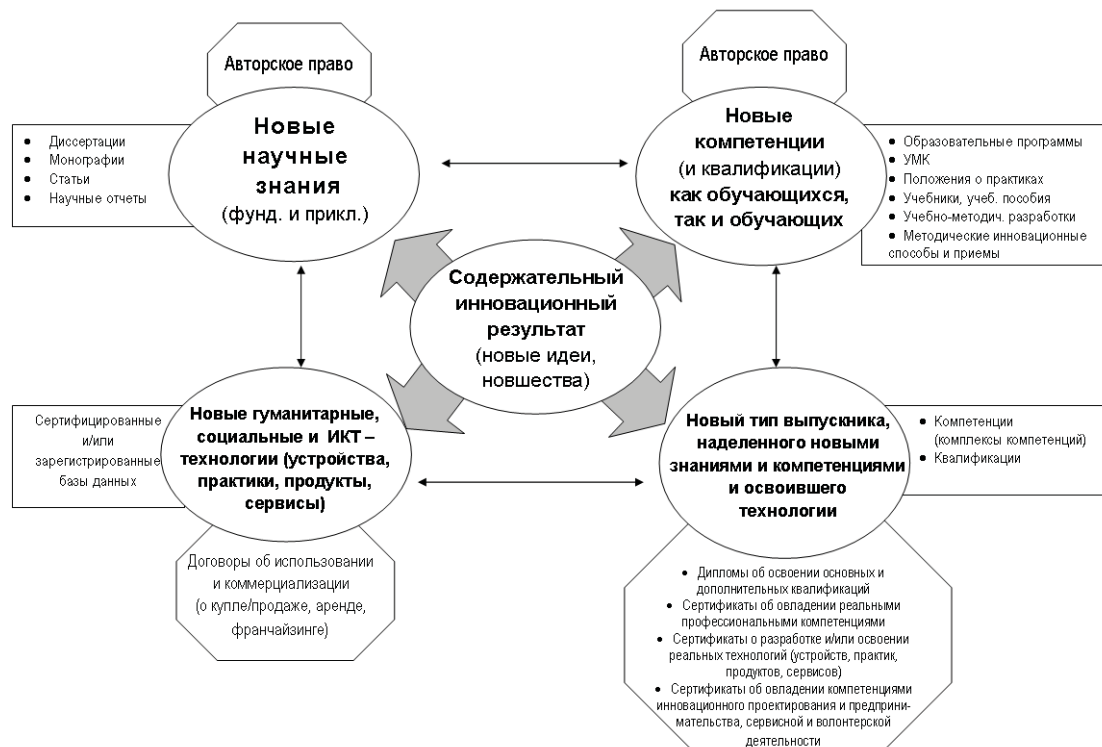 Авторское право
Новые
научные
знания
(фунд. и прикл.)
● Диссертации
● Монографии
● Статьи
● Научные отчеты
Авторское право
Новые
компетенции
(и квалификации)
как обучающихся,
так и обучающих
● Образовательные программы
● УМК
● Положения о практиках
● Учебники, учеб. пособия
● Учебно-методич. разработки
● Методические инновационные
способы и приемы
Содержательный
инновационный
результат
(новые идеи,
новшества)
Сертифицированные
и/или
зарегистрированные
базы данных
Новые гуманитарные,
социальные и ИКТ –
технологии (устройства,
практики, продукты,
сервисы)
Договоры об использовании
и коммерциализации
(о купле/продаже, аренде,
франчайзинге)
Новый тип выпускника,
наделенного новыми
знаниями и компетенциями
и освоившего
технологии
● Компетенции
(комплексы компетенций)
● Квалификации
● Дипломы об освоении основных и
дополнительных квалификаций
● Сертификаты об овладении реальными
профессиональными компетенциями
● Сертификаты о разработке и/или освоении
реальных технологий (устройств, практик,
продуктов, сервисов)
● Сертификаты об овладении компетенциями
инновационного проектирования и предприни-
мательства, сервисной и волонтерской
деятельности